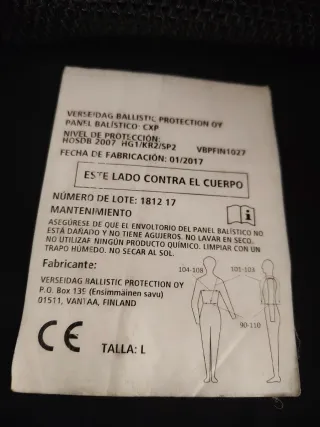 VERSEIDAG BALLISTIC PROTECTION OY
PANEL BALÍSTICO: CXP
NIVEL DE PROTECCIÓN:
HOSDB 2007 HG1/KR2/SP2 VBPFIN1027
FECHA DE FABRICACIÓN: 01/2017
ESTE LADO CONTRA EL CUERPO
NÚMERO DE LOTE: 1812 17
MANTENIMIENTO
ASEGÚRESE DE QUE EL ENVOLTORIO DEL PANEL BALÍSTICO NO
ESTÁ DAÑADO Y NO TIENE AGUJEROS. NO LAVAR EN SECO.
NO UTILIZAR NINGÚN PRODUCTO QUÍMICO. LIMPIAR CON UN
TRAPO HÚMEDO. NO SECAR AL SOL.
Fabricante:
VERSEIDAG BALLISTIC PROTECTION OY
P.O. Box 135 (Ensimmäinen savu)
01511, VANTAA, FINLAND
104-108
101-103
90-110
CE
TALLA: L